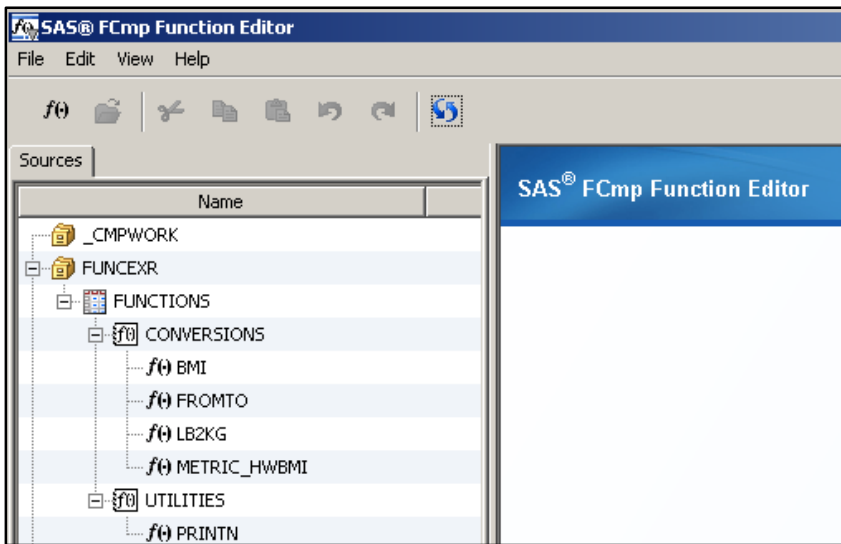 SAS® FCmp Function Editor
File Edit View Help
f(·)
Sources
Name
_CMPWORK
FUNCEXR
FUNCTIONS
f() CONVERSIONS
f(·) BMI
f(·) FROMTO
f(·) LB2KG
f(·) METRIC_HWBMI
f() UTILITIES
f(·) PRINTN
SAS® FCmp Function Editor